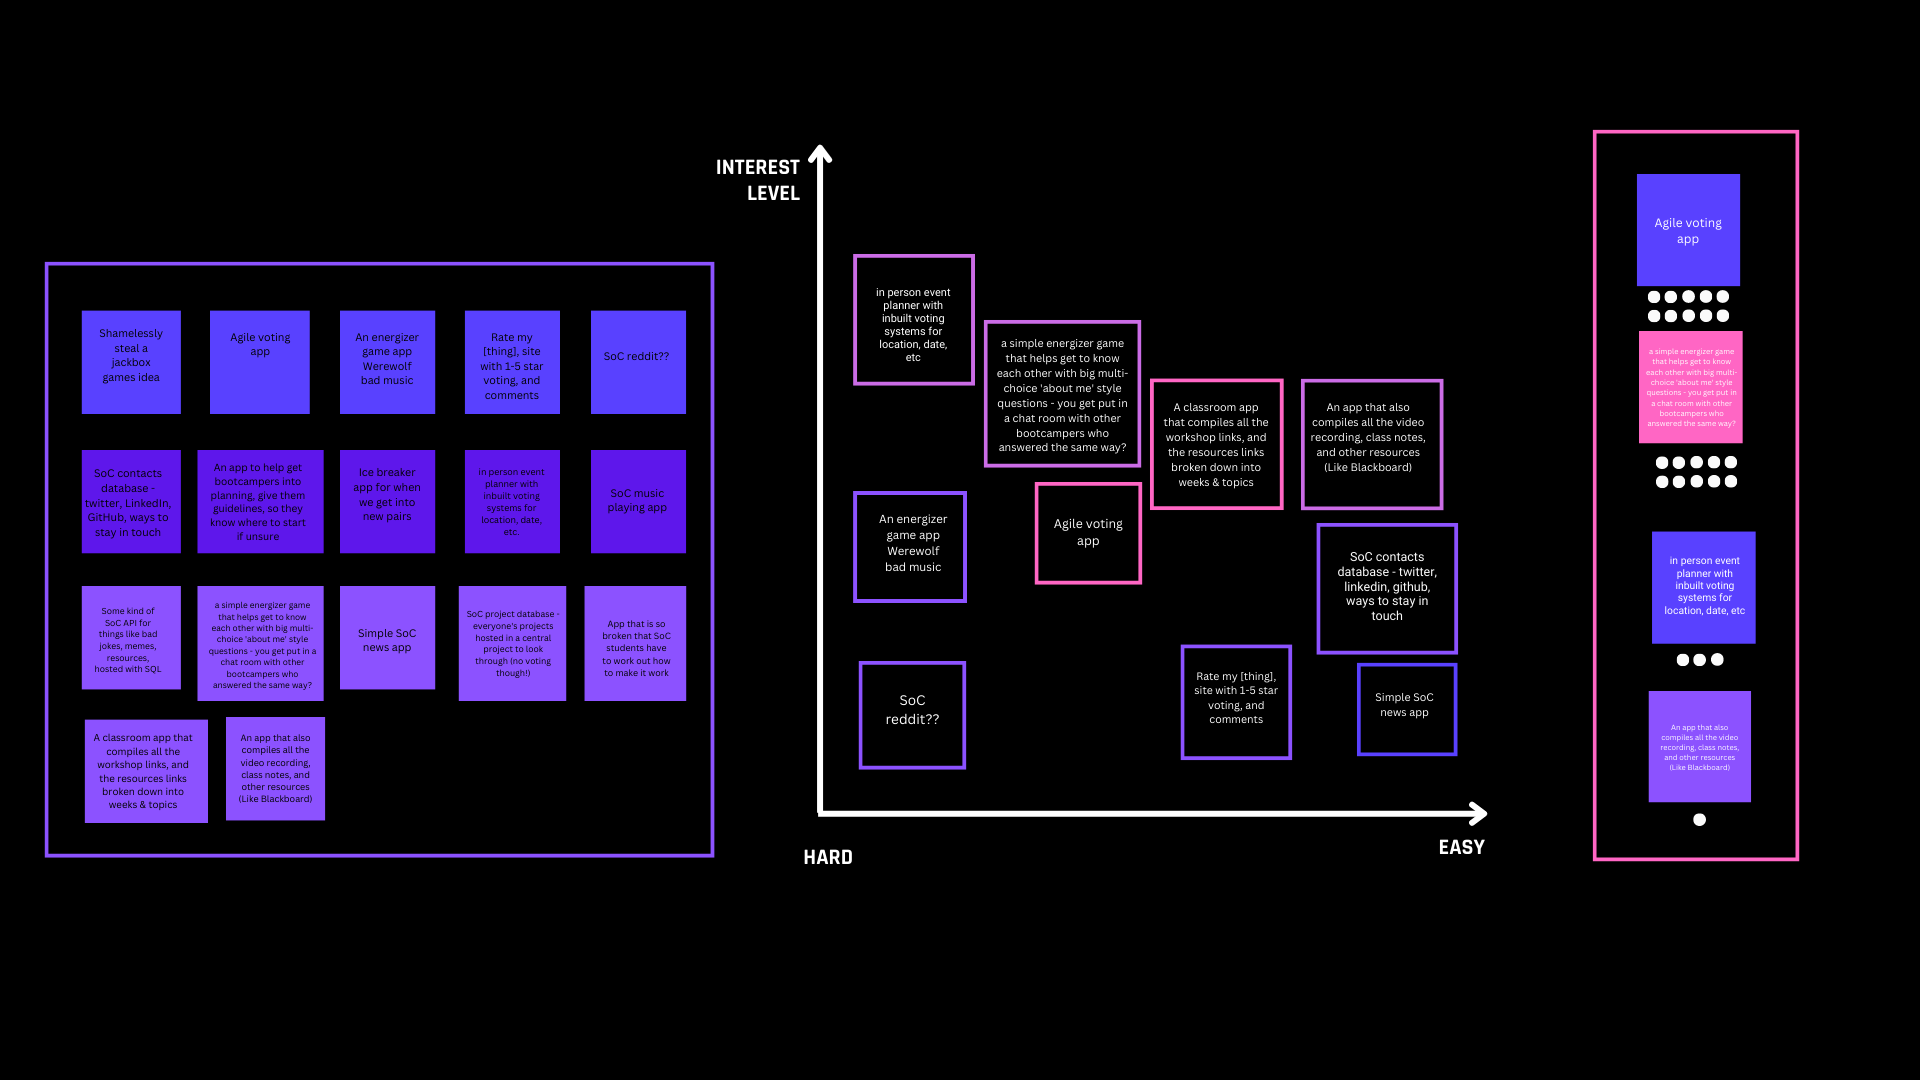 Shamelessly
steal a
jackbox
games idea
Agile voting
app
An energizer
game app
Werewolf
bad music
Rate my
[thing], site
with 1-5 star
voting, and
comments
SoC reddit??
SoC contacts
database -
twitter, LinkedIn,
GitHub, ways to
stay in touch
An app to help get
bootcampers into
planning, give them
guidelines, so they
know where to start
if unsure
Ice breaker
app for when
we get into
new pairs
in person event
planner with
inbuilt voting
systems for
location, date,
etc.
SoC music
playing app
Some kind of
SoC API for
things like bad
jokes, memes,
resources,
hosted with SQL
a simple energizer game
that helps get to know
each other with big multi-
choice 'about me' style
questions - you get put in a
chat room with other
bootcampers who
answered the same way?
Simple SoC
news app
SoC project database -
everyone's projects
hosted in a central
project to look
through (no voting
though!)
App that is so
broken that SoC
students have
to work out how
to make it work
A classroom app that
compiles all the
workshop links, and
the resources links
broken down into
weeks & topics
An app that also
compiles all the
video recording,
class notes, and
other resources
(Like Blackboard)
INTEREST
LEVEL
in person event
planner with
inbuilt voting
systems for
location, date,
etc
a simple energizer game
that helps get to know
each other with big multi-
choice 'about me' style
questions - you get put in
a chat room with other
bootcampers who
answered the same way?
A classroom app
that compiles all the
workshop links, and
the resources links
broken down into
weeks & topics
An app that also
compiles all the video
recording, class notes,
and other resources
(Like Blackboard)
An energizer
game app
Werewolf
bad music
Agile voting
app
SoC contacts
database - twitter,
linkedin, github,
ways to stay in
touch
SoC
reddit??
Rate my [thing],
site with 1-5 star
voting, and
comments
Simple SoC
news app
HARD
EASY
Agile voting
app
a simple energizer game
that helps get to know
each other with big multi-
choice 'about me' style
questions - you get put in
a chat room with other
bootcampers who
answered the same way?
in person event
planner with
inbuilt voting
systems for
location, date, etc
An app that also
compiles all the video
recording, class notes,
and other resources
(Like Blackboard)